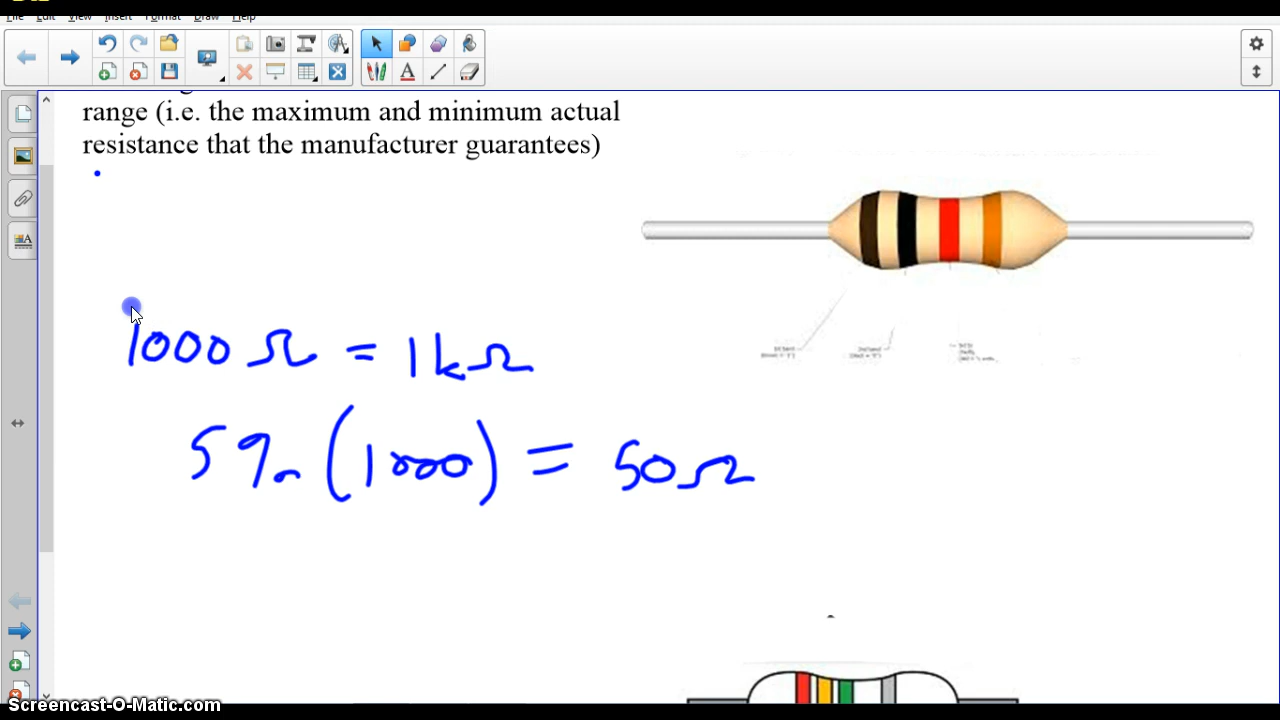 File Edit View Insert Format Draw Help
range (i.e. the maximum and minimum actual
resistance that the manufacturer guarantees)
1000 Ω = 1kΩ
5% (1000) = 50Ω
Screencast-O-Matic.com